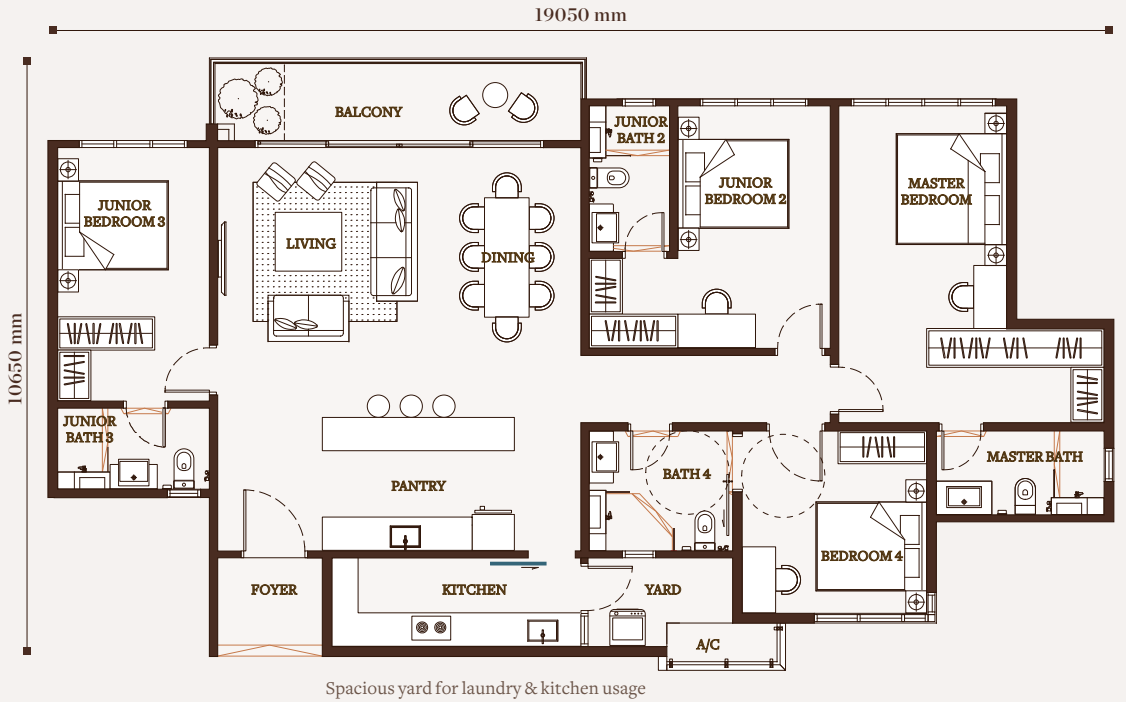 19050 mm
10650 mm
BALCONY
JUNIOR
BATH 2
JUNIOR
BEDROOM 2
MASTER
BEDROOM
JUNIOR
BEDROOM 3
LIVING
DINING
JUNIOR
BATH 3
PANTRY
BATH 4
MASTER BATH
BEDROOM 4
FOYER
KITCHEN
YARD
A/C
Spacious yard for laundry & kitchen usage